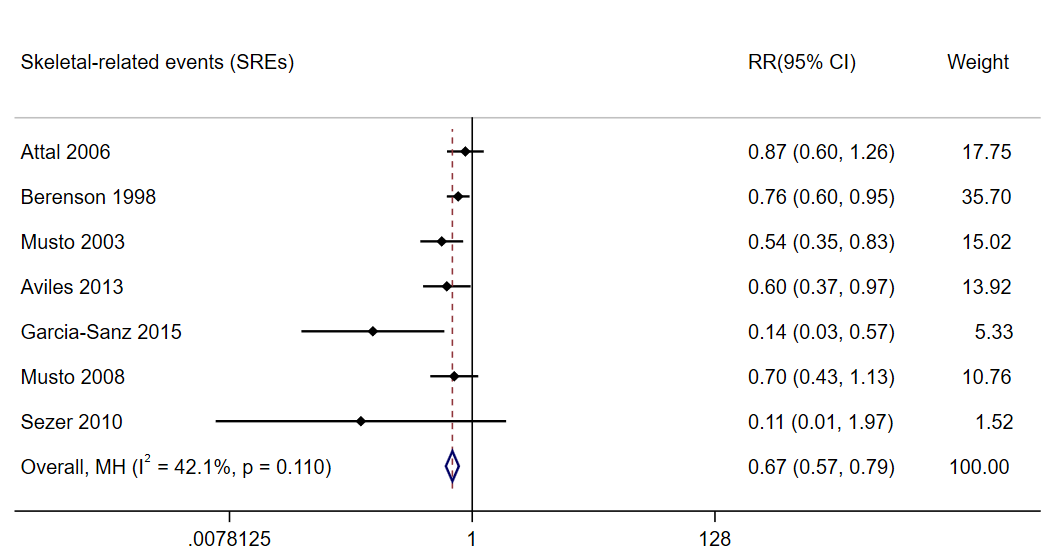 Skeletal-related events (SREs) RR(95% CI) Weight
Attal 2006 0.87 (0.60, 1.26) 17.75
Berenson 1998 0.76 (0.60, 0.95) 35.70
Musto 2003 0.54 (0.35, 0.83) 15.02
Aviles 2013 0.60 (0.37, 0.97) 13.92
Garcia-Sanz 2015 0.14 (0.03, 0.57) 5.33
Musto 2008 0.70 (0.43, 1.13) 10.76
Sezer 2010 0.11 (0.01, 1.97) 1.52
Overall, MH (I² = 42.1%, p = 0.110) 0.67 (0.57, 0.79) 100.00
.0078125 1 128